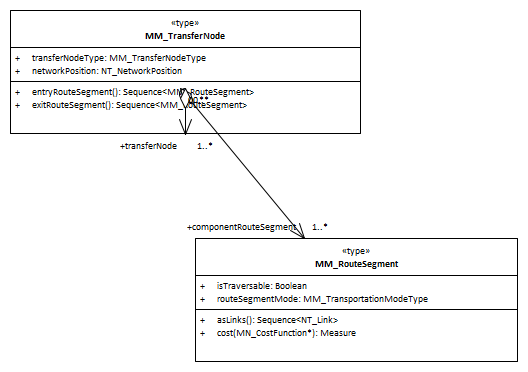 «type»
MM_TransferNode
+ transferNodeType: MM_TransferNodeType
+ networkPosition: NT_NetworkPosition
+ entryRouteSegment(): Sequence<MM_RouteSegment>
+ exitRouteSegment(): Sequence<MM_RouteSegment>
+transferNode 1..*
+componentRouteSegment 1..*
«type»
MM_RouteSegment
+ isTraversable: Boolean
+ routeSegmentMode: MM_TransportationModeType
+ asLinks(): Sequence<NT_Link>
+ cost(MN_CostFunction*): Measure